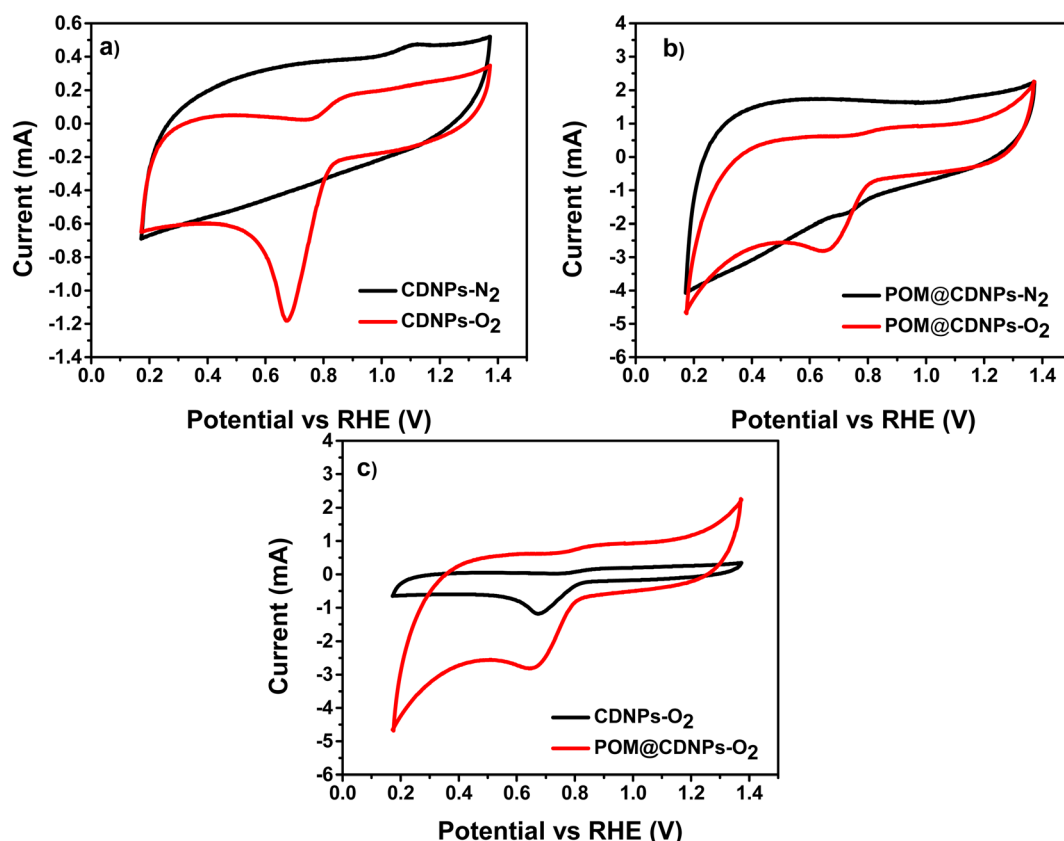 a)
0.6
0.4
0.2
0.0
-0.2
-0.4
-0.6
-0.8
-1.0
-1.2
-1.4
Current (mA)
CDNPs-N2
CDNPs-O2
0.0 0.2 0.4 0.6 0.8 1.0 1.2 1.4
Potential vs RHE (V)
b)
4
3
2
1
0
-1
-2
-3
-4
-5
-6
Current (mA)
POM@CDNPs-N2
POM@CDNPs-O2
0.0 0.2 0.4 0.6 0.8 1.0 1.2 1.4
Potential vs RHE (V)
c)
4
3
2
1
0
-1
-2
-3
-4
-5
-6
Current (mA)
CDNPs-O2
POM@CDNPs-O2
0.0 0.2 0.4 0.6 0.8 1.0 1.2 1.4
Potential vs RHE (V)